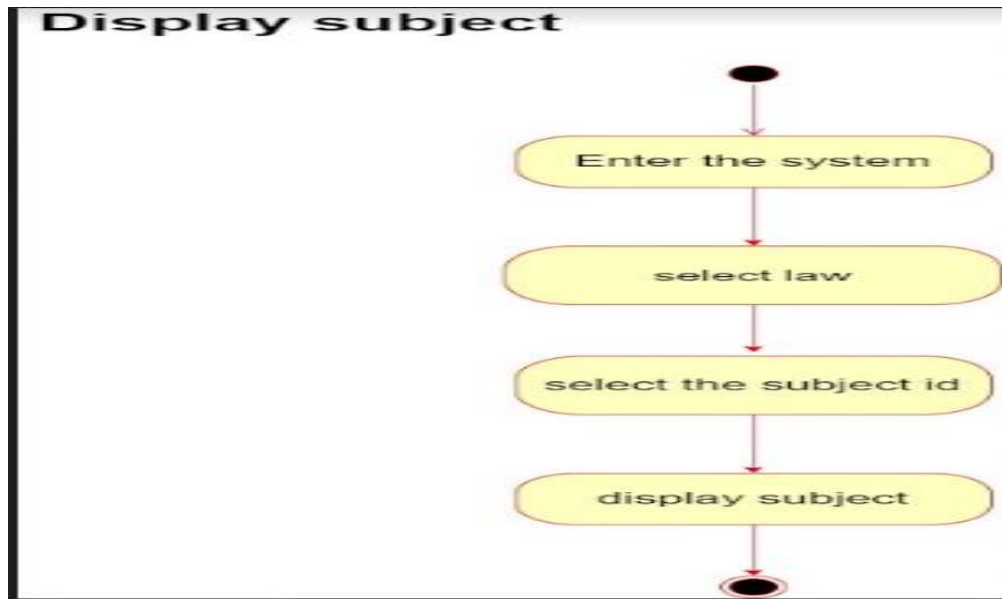 Display subject
Enter the system
select law
select the subject id
display subject